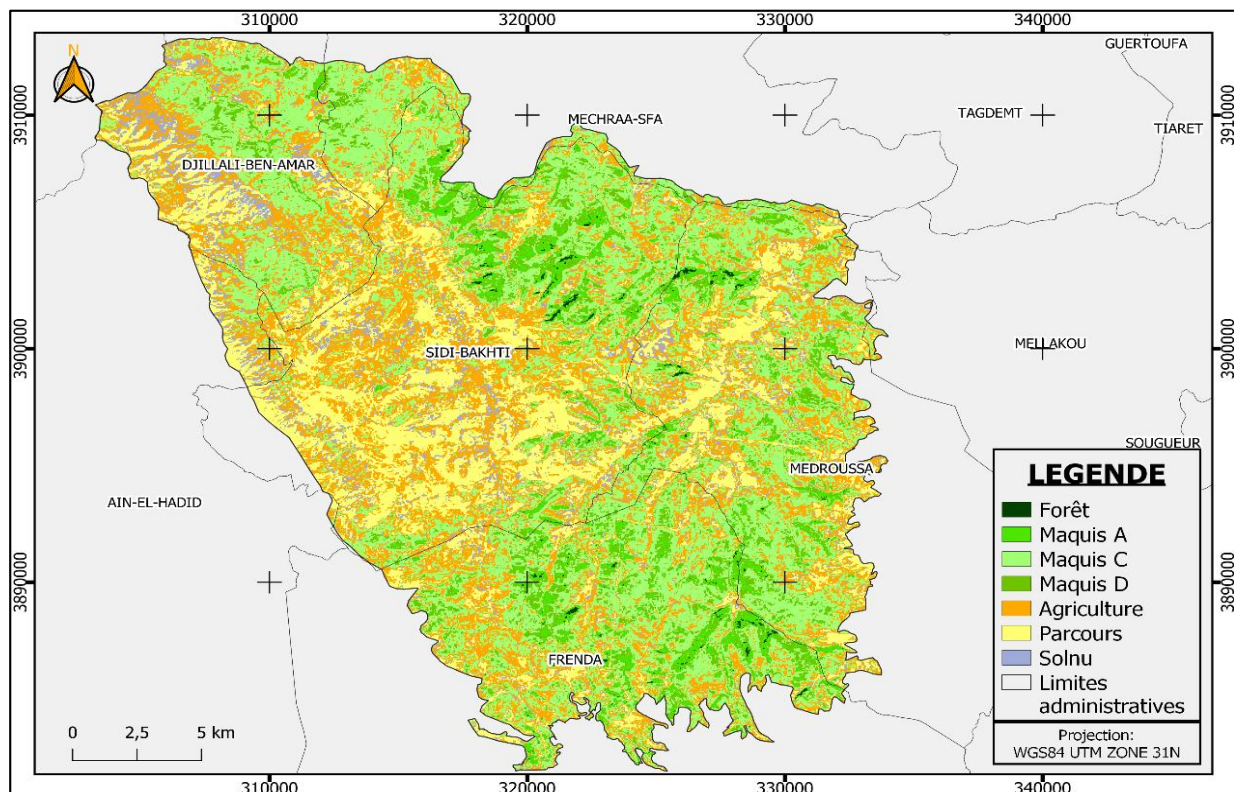 310000 320000 330000 340000
N
GUERTOUFA
3910000
TAGDEMT
3910000
MECHRAA-SFA
TIARET
DJILLALI-BEN-AMAR
3900000
SIDI-BAKHTI
MELLAKOU
3900000
SOUGUEUR
MEDROUSSA
AIN-EL-HADID
LEGENDE
Forêt
Maquis A
Maquis C
Maquis D
Agriculture
Parcours
Solnu
Limites
administratives
Projection:
WGS84 UTM ZONE 31N
3890000
3890000
FRENDA
0 2,5 5 km
310000 320000 330000 340000